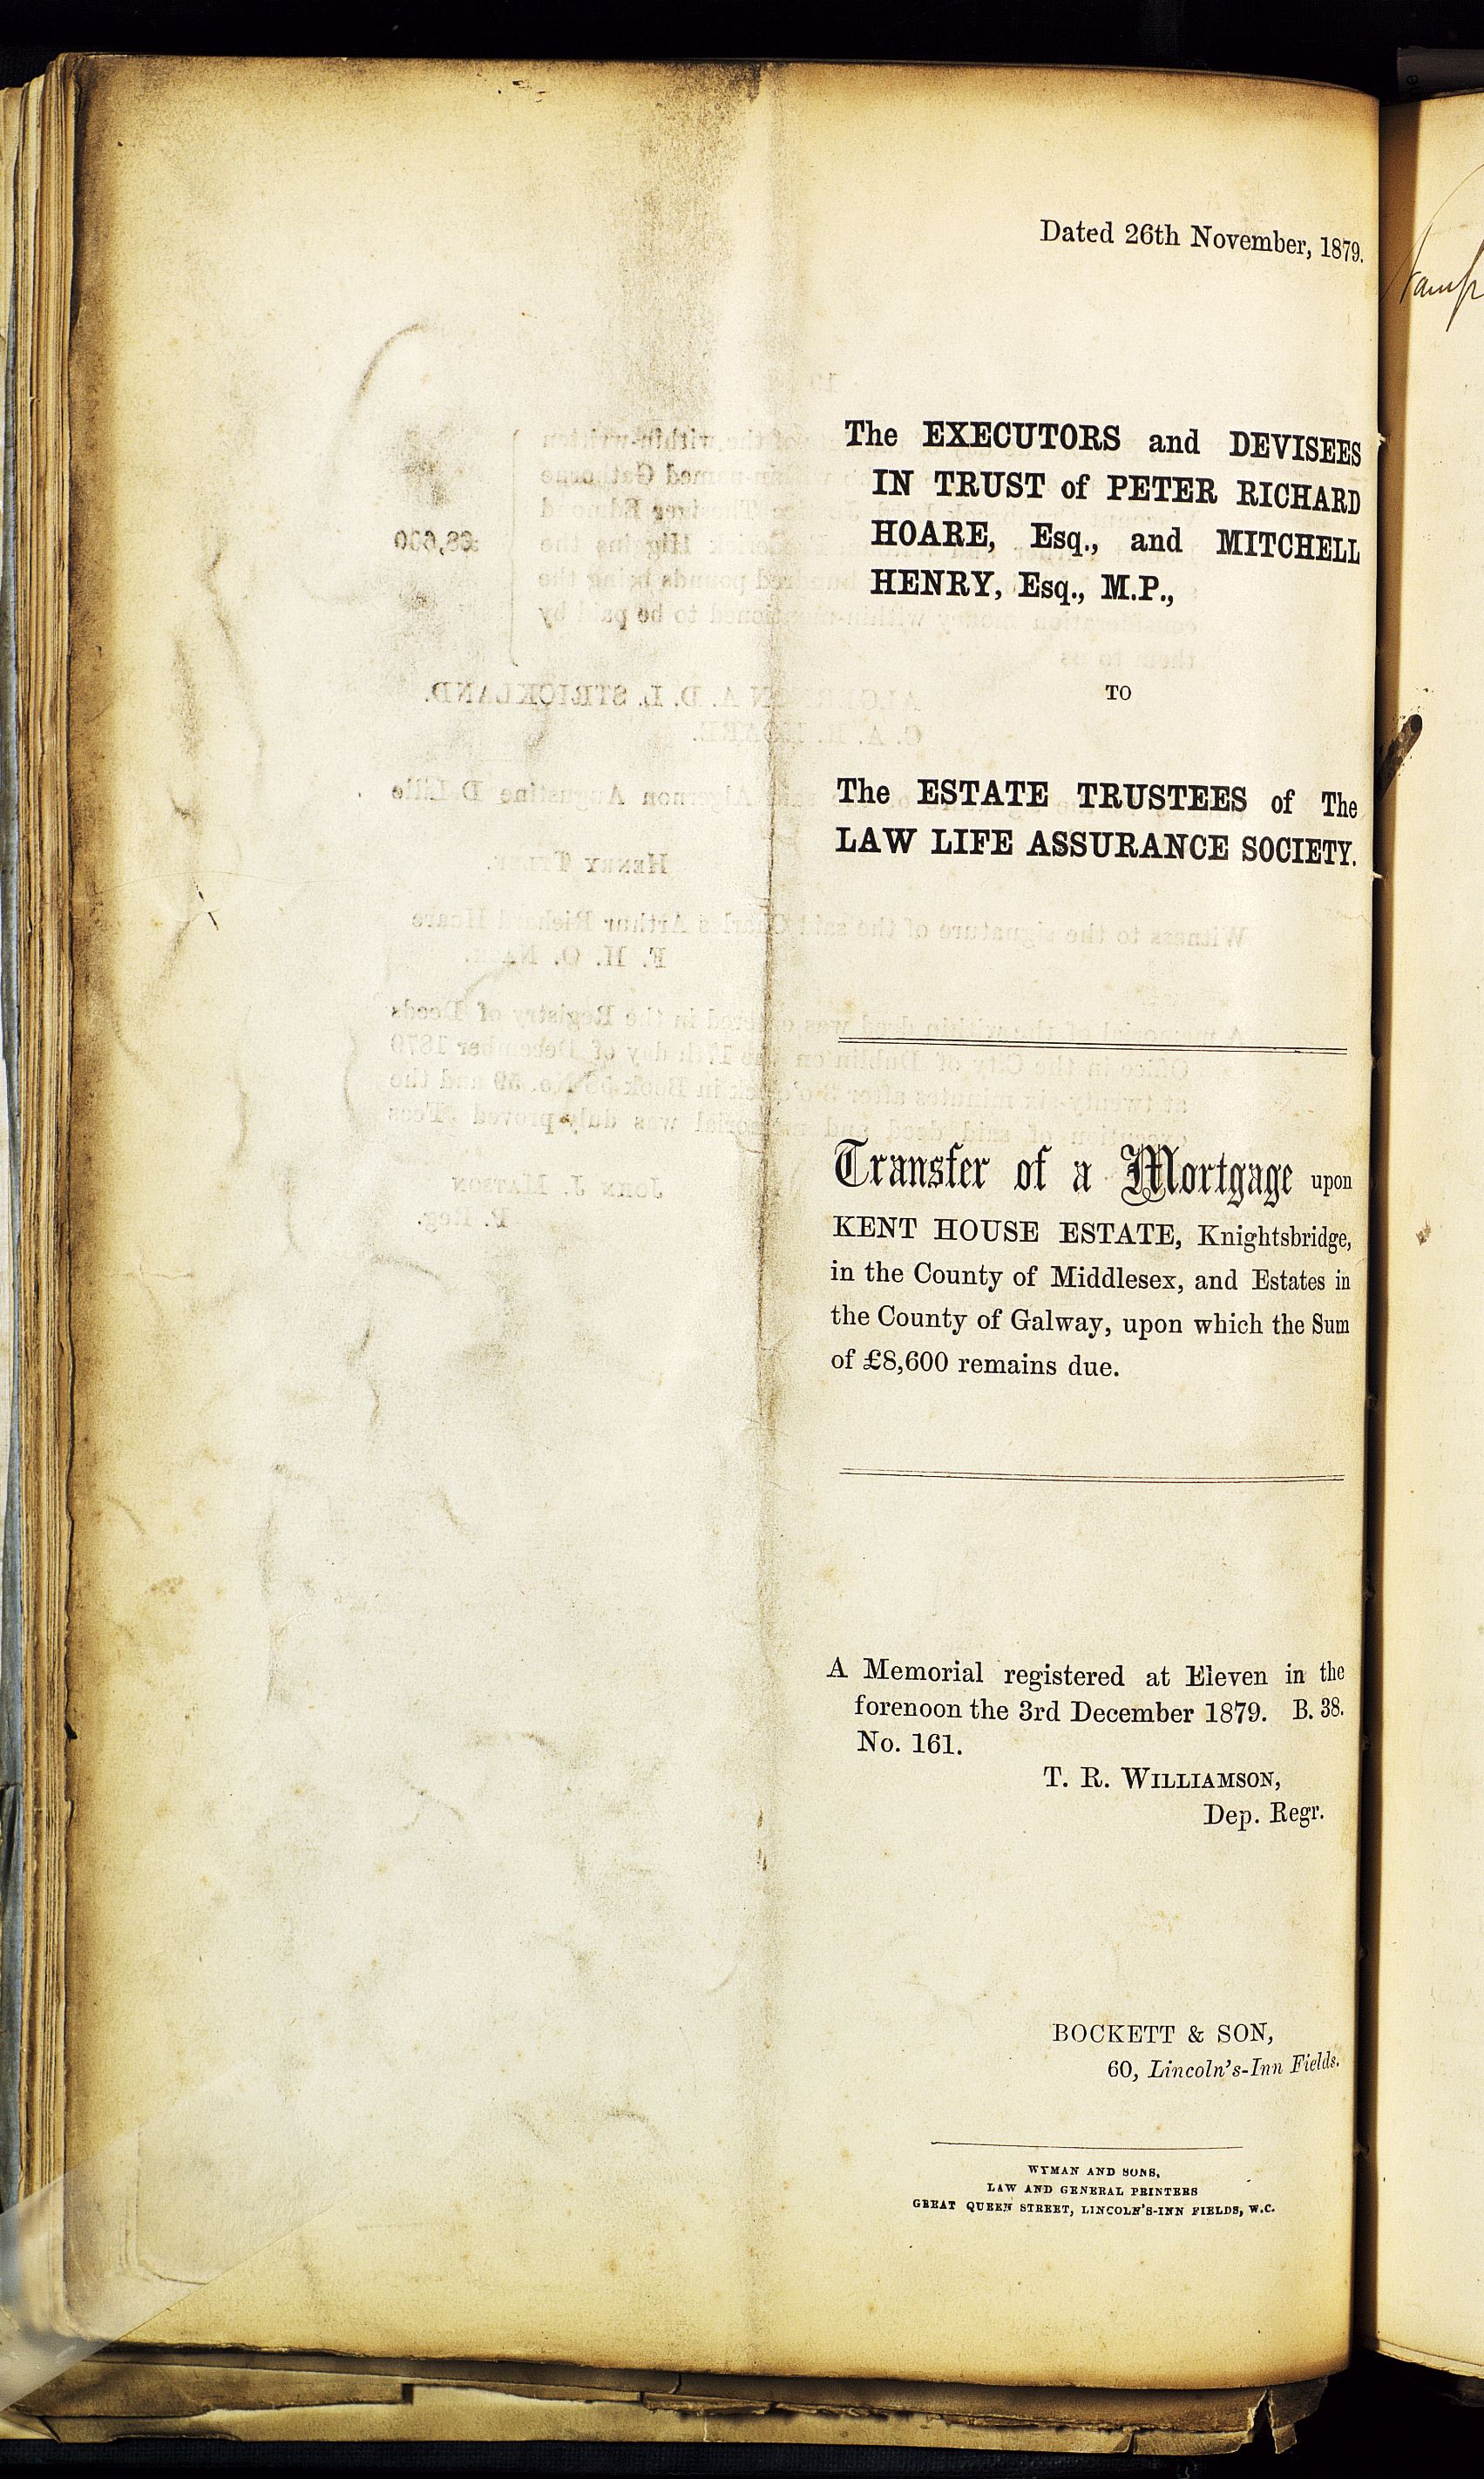 Dated 26th November, 1879.
The EXECUTORS and DEVISEES
IN TRUST of PETER RICHARD
HOARE, Esq., and MITCHELL
HENRY, Esq., M.P.,
TO
The ESTATE TRUSTEES of The
LAW LIFE ASSURANCE SOCIETY.
Transfer of a Mortgage upon
KENT HOUSE ESTATE, Knightsbridge,
in the County of Middlesex, and Estates in
the County of Galway, upon which the Sum
of £8,600 remains due.
A Memorial registered at Eleven in the
forenoon the 3rd December 1879. B. 38.
No. 161.
T. R. WILLIAMSON,
Dep. Regr.
BOCKETT & SON,
60, Lincoln's-Inn Fields.
WYMAN AND SONS,
LAW AND GENERAL PRINTERS
GREAT QUEEN STREET, LINCOLN'S-INN FIELDS, W.C.